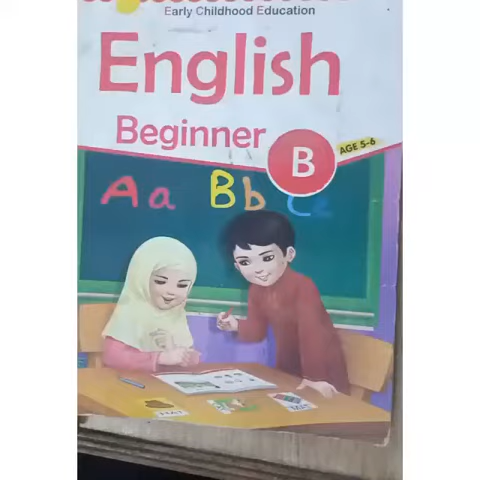 Early Childhood Education
English
Beginner B
AGE 5-6
Aa Bb Cc